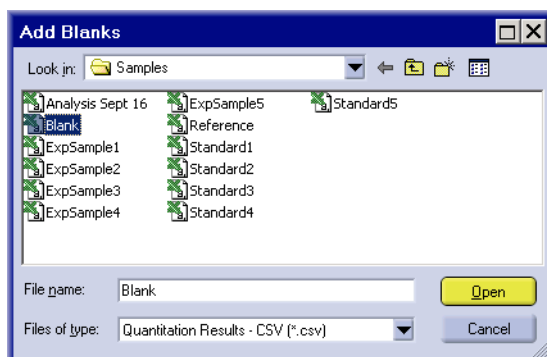 Add Blanks
Look in: Samples
Analysis Sept 16 ExpSample5 Standard5
Blank Reference
ExpSample1 Standard1
ExpSample2 Standard2
ExpSample3 Standard3
ExpSample4 Standard4
File name: Blank Open
Files of type: Quantitation Results - CSV (*.csv) Cancel